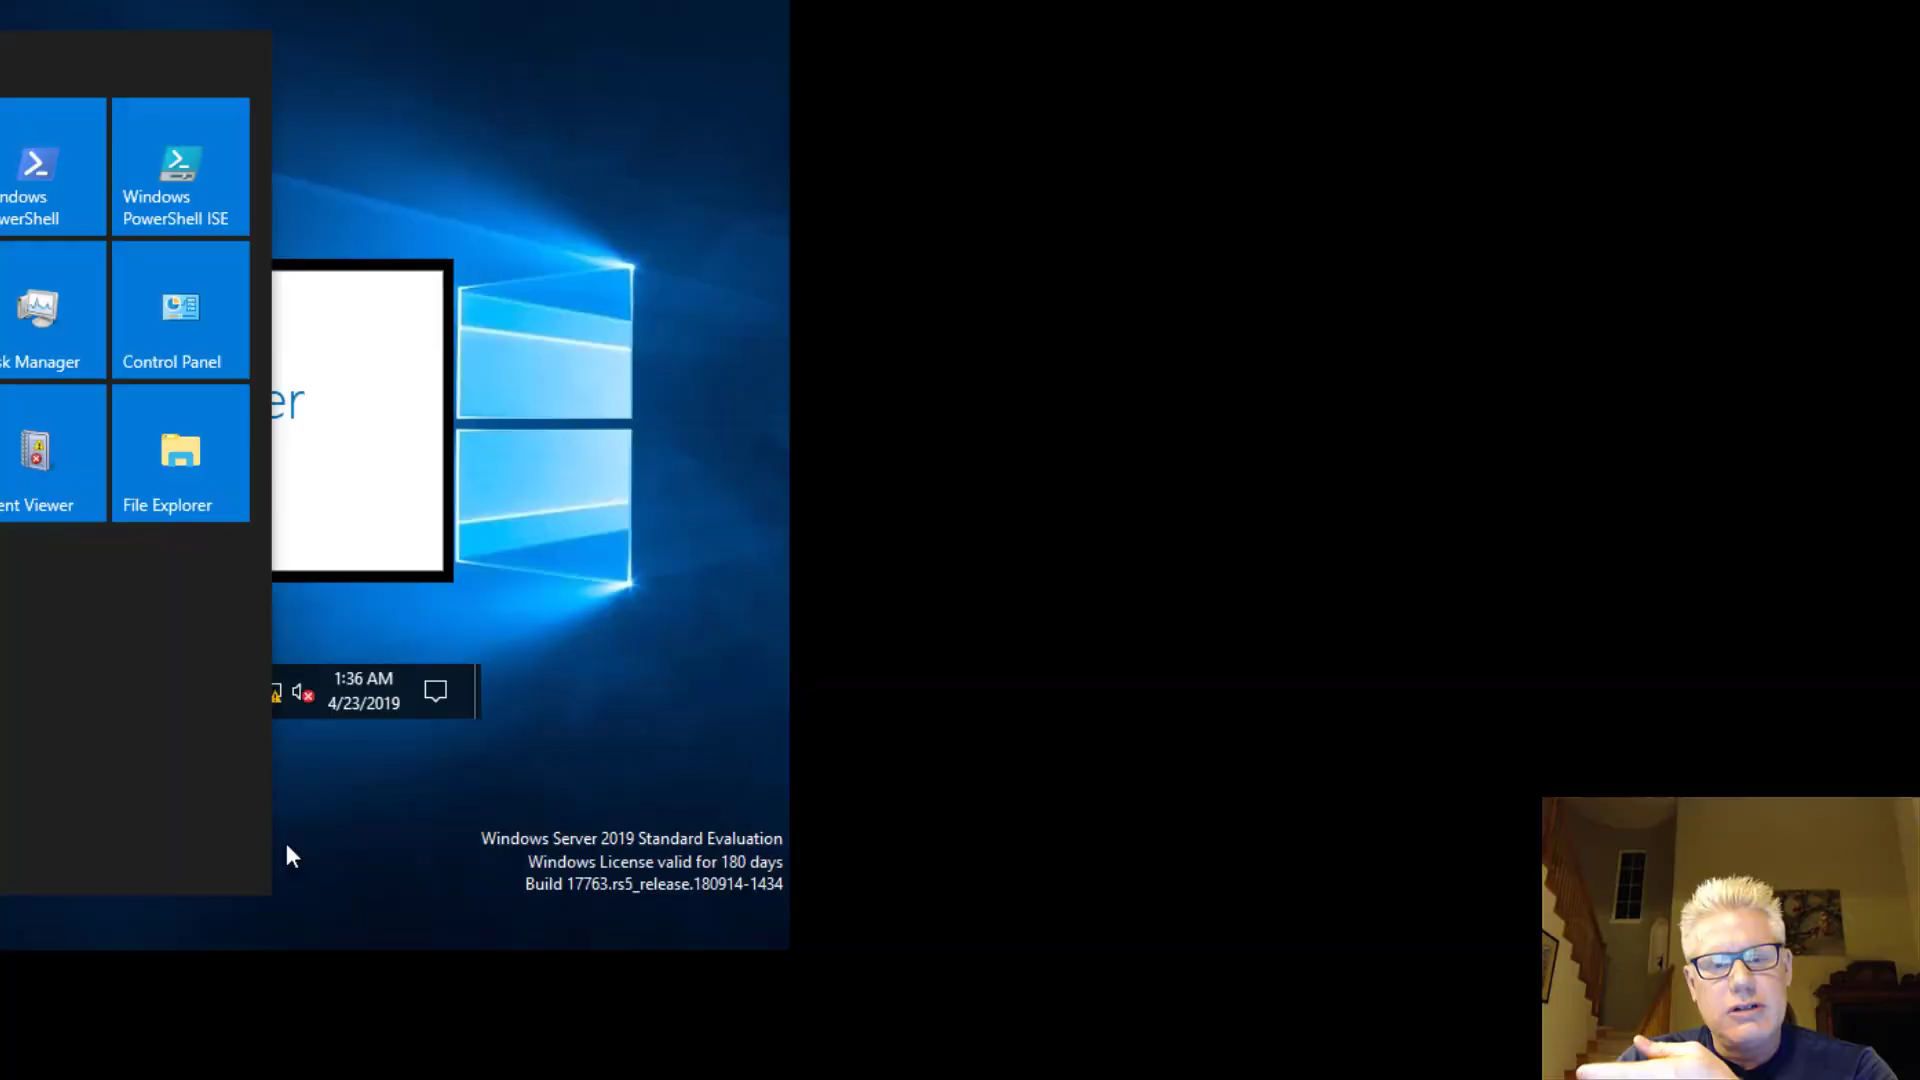 ndows
werShell
Windows
PowerShell ISE
sk Manager
Control Panel
er
ent Viewer
File Explorer
1:36 AM
4/23/2019
Windows Server 2019 Standard Evaluation
Windows License valid for 180 days
Build 17763.rs5_release.180914-1434